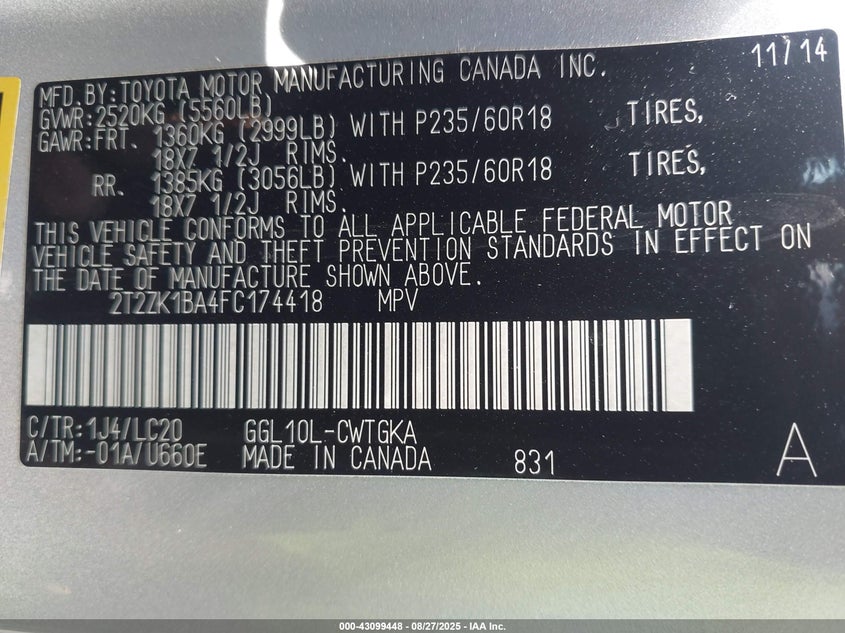 11/14
MFD.BY:TOYOTA MOTOR MANUFACTURING CANADA INC.
GVWR:2520KG (5560LB)
GAWR:FRT. 1360KG (2999LB) WITH P235/60R18 TIRES,
18X7 1/2J RIMS.
RR. 1385KG (3056LB) WITH P235/60R18 TIRES,
18X7 1/2J RIMS.
THIS VEHICLE CONFORMS TO ALL APPLICABLE FEDERAL MOTOR
VEHICLE SAFETY AND THEFT PREVENTION STANDARDS IN EFFECT ON
THE DATE OF MANUFACTURE SHOWN ABOVE.
2T2ZK1BA4FC174418 MPV
C/TR:1J4/LC20 GGL10L-CWTGKA
A/TM:-01A/U660E MADE IN CANADA 831 A
000-43099448 - 08/27/2025 - IAA Inc.